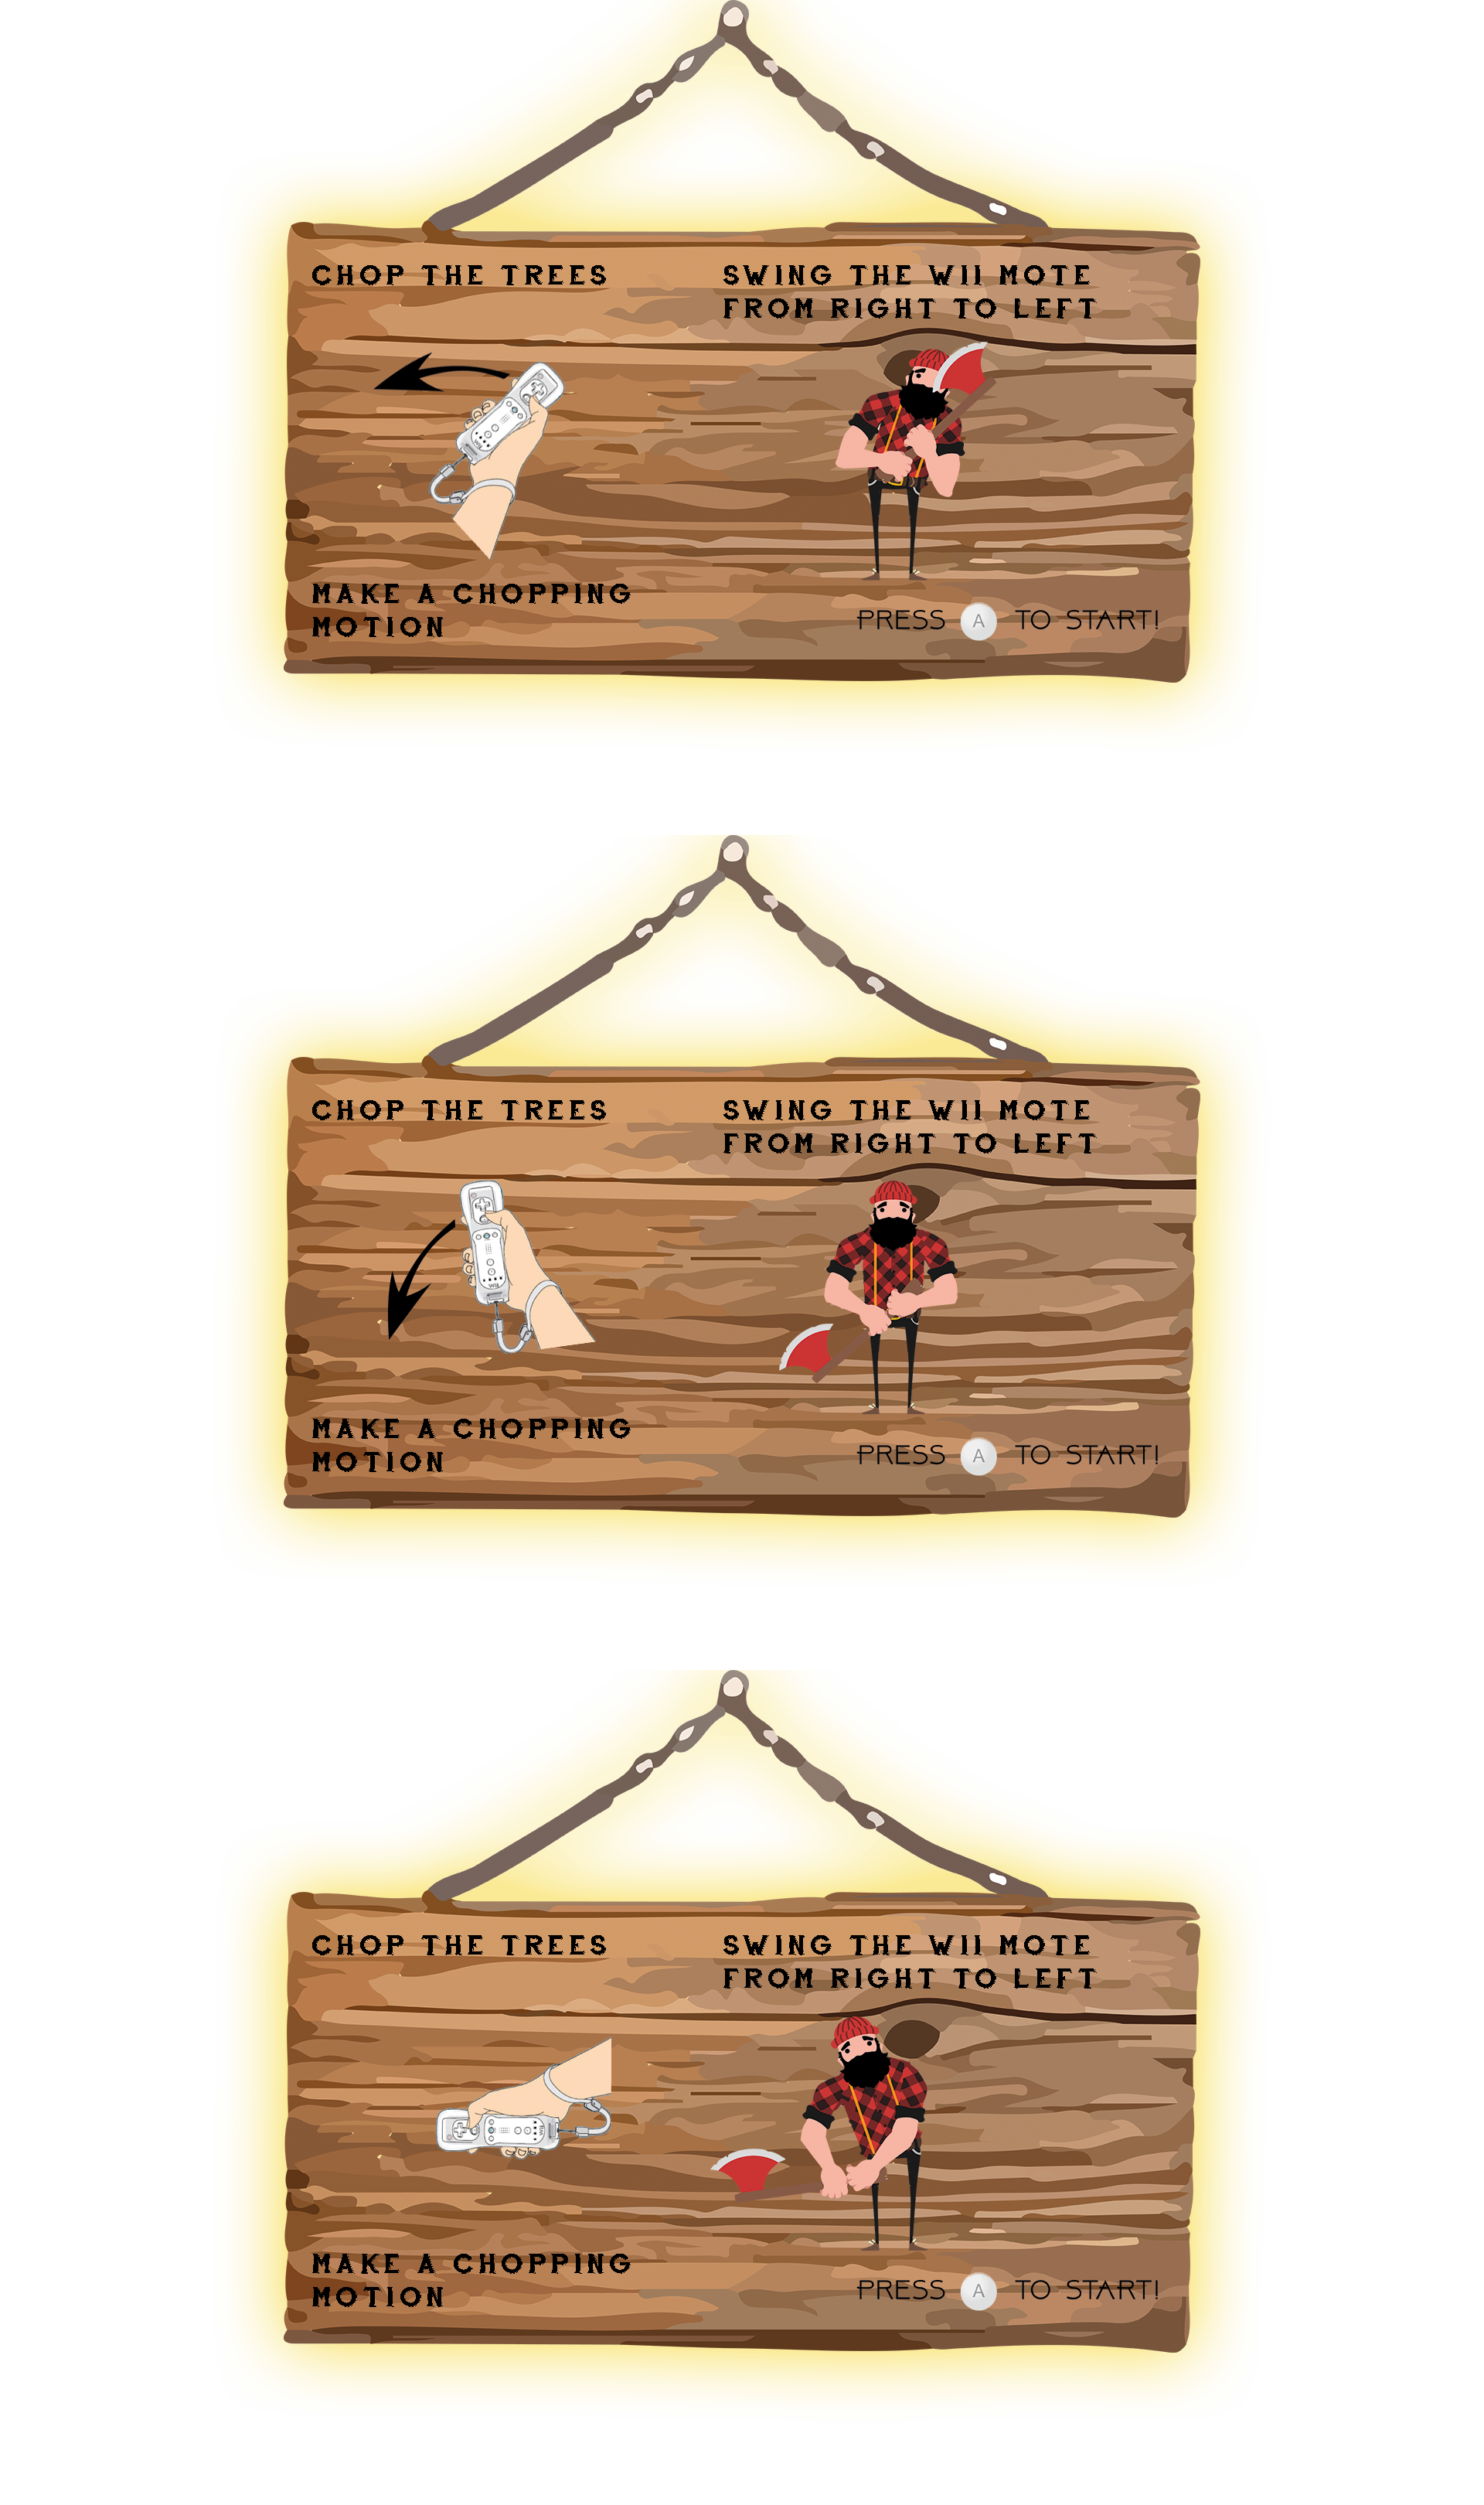 CHOP THE TREES
SWING THE WII MOTE
FROM RIGHT TO LEFT
MAKE A CHOPPING
MOTION
PRESS A TO START!
CHOP THE TREES
SWING THE WII MOTE
FROM RIGHT TO LEFT
MAKE A CHOPPING
MOTION
PRESS A TO START!
CHOP THE TREES
SWING THE WII MOTE
FROM RIGHT TO LEFT
MAKE A CHOPPING
MOTION
PRESS A TO START!